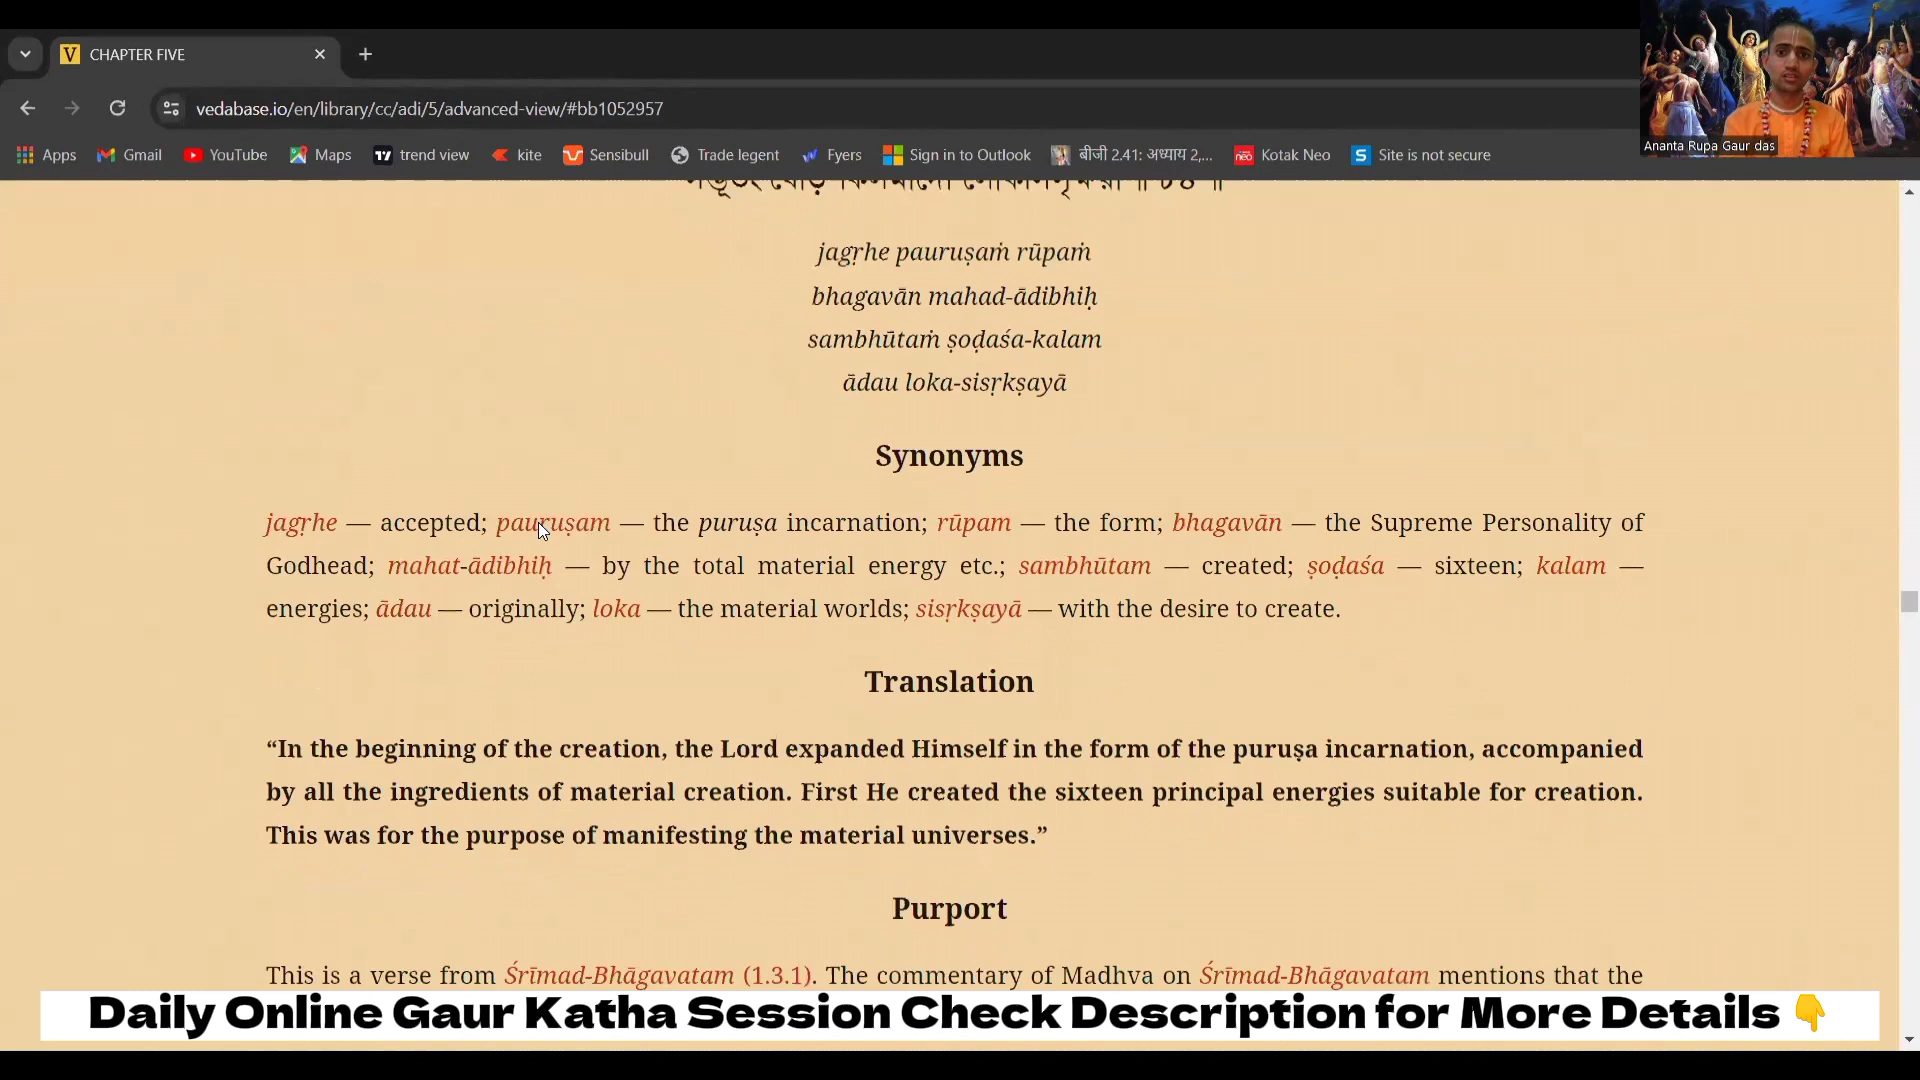 CHAPTER FIVE
vedabase.io/en/library/cc/adi/5/advanced-view/#bb1052957
Apps Gmail YouTube Maps trend view kite Sensibull Trade legent Fyers Sign in to Outlook बीजी 2.41: अध्याय 2,... Kotak Neo Site is not secure
Ananta Rupa Gaur das
jagṛhe pauruṣaṁ rūpaṁ
bhagavān mahad-ādibhiḥ
sambhūtaṁ ṣoḍaśa-kalam
ādau loka-sisṛkṣayā
Synonyms
jagṛhe — accepted; pauruṣam — the puruṣa incarnation; rūpam — the form; bhagavān — the Supreme Personality of
Godhead; mahat-ādibhiḥ — by the total material energy etc.; sambhūtam — created; ṣoḍaśa — sixteen; kalam —
energies; ādau — originally; loka — the material worlds; sisṛkṣayā — with the desire to create.
Translation
“In the beginning of the creation, the Lord expanded Himself in the form of the puruṣa incarnation, accompanied
by all the ingredients of material creation. First He created the sixteen principal energies suitable for creation.
This was for the purpose of manifesting the material universes.”
Purport
This is a verse from Śrīmad-Bhāgavatam (1.3.1). The commentary of Madhva on Śrīmad-Bhāgavatam mentions that the
Daily Online Gaur Katha Session Check Description for More Details 👇